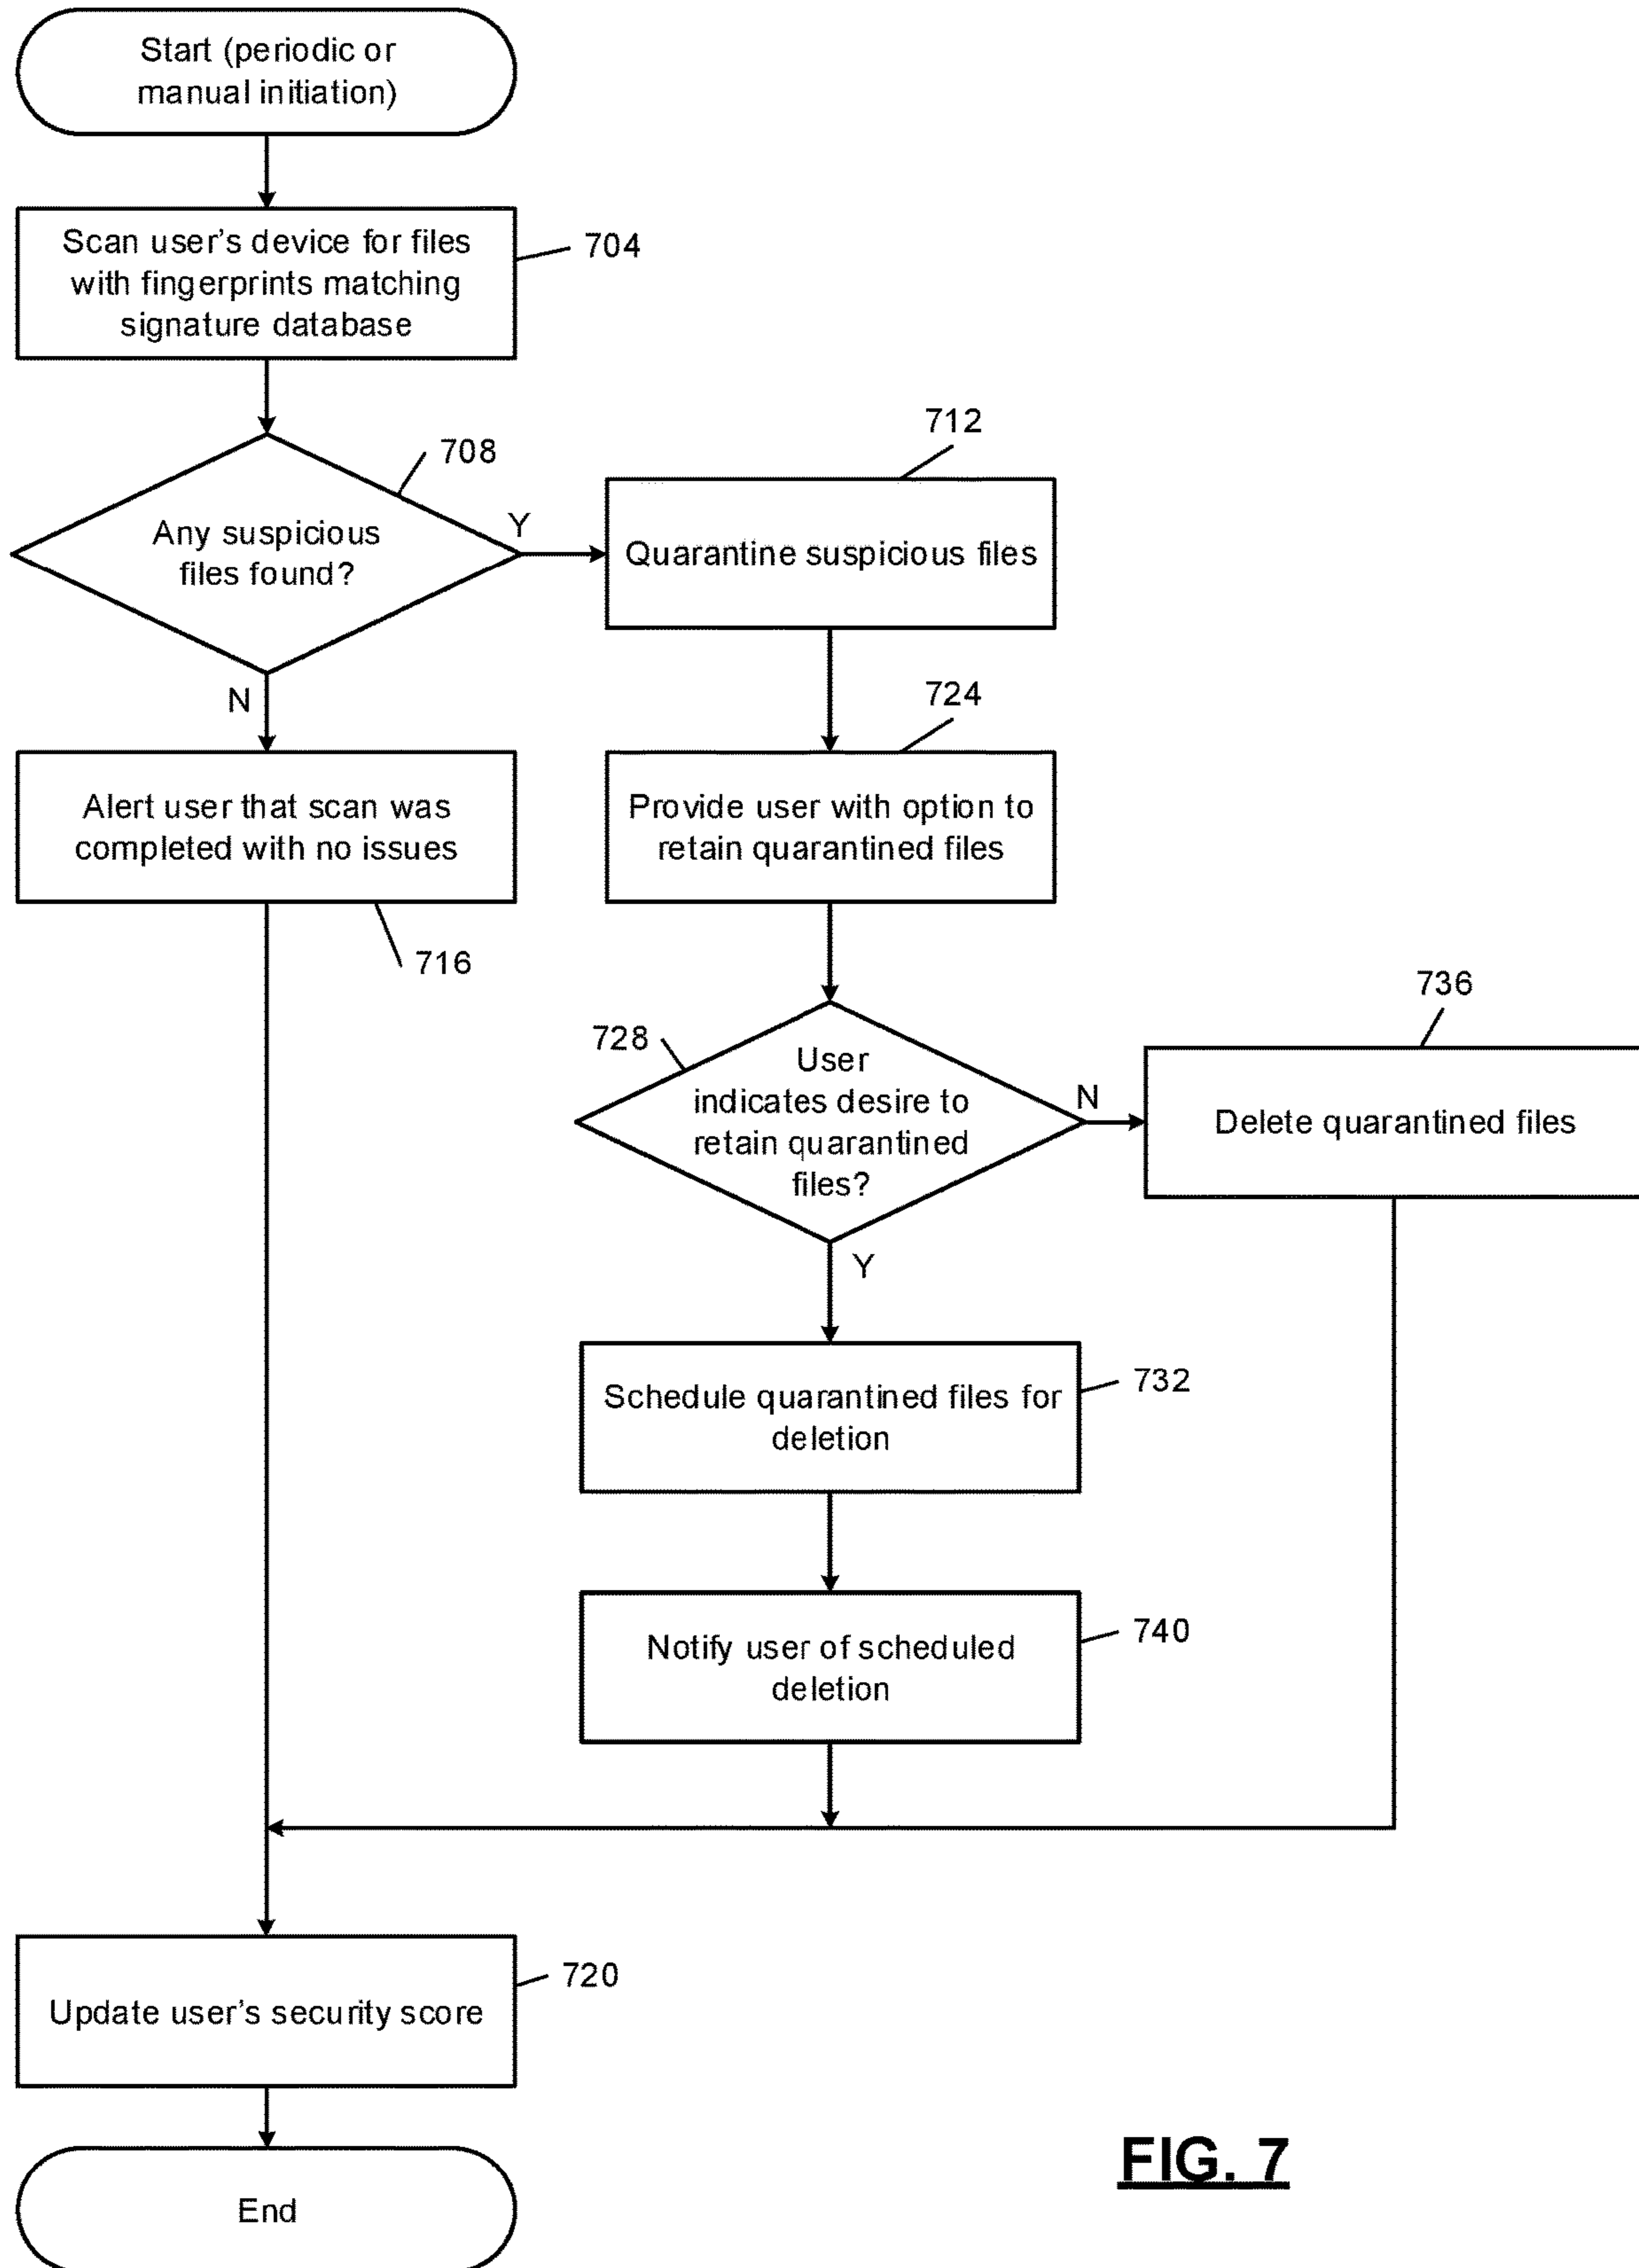 Start (periodic or
manual initiation)
Scan user's device for files
with fingerprints matching
signature database
704
708
Any suspicious
files found?
Y
N
712
Quarantine suspicious files
724
Provide user with option to
retain quarantined files
Alert user that scan was
completed with no issues
716
728
User
indicates desire to
retain quarantined
files?
N
Y
736
Delete quarantined files
Schedule quarantined files for
deletion
732
Notify user of scheduled
deletion
740
Update user's security score
720
End
FIG. 7